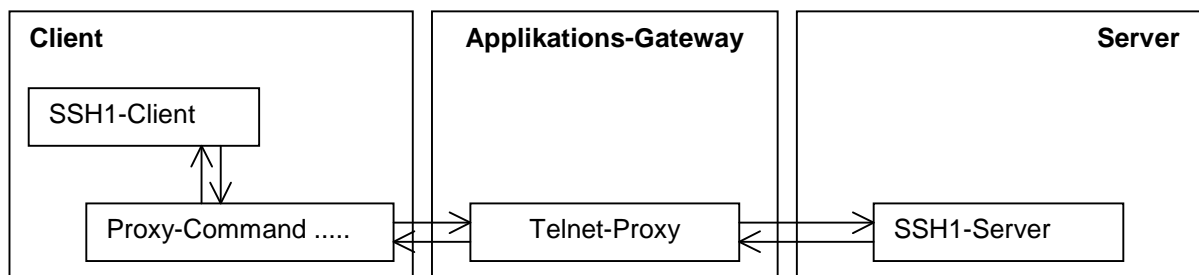 Client
Applikations-Gateway
Server
SSH1-Client
Proxy-Command .....
Telnet-Proxy
SSH1-Server